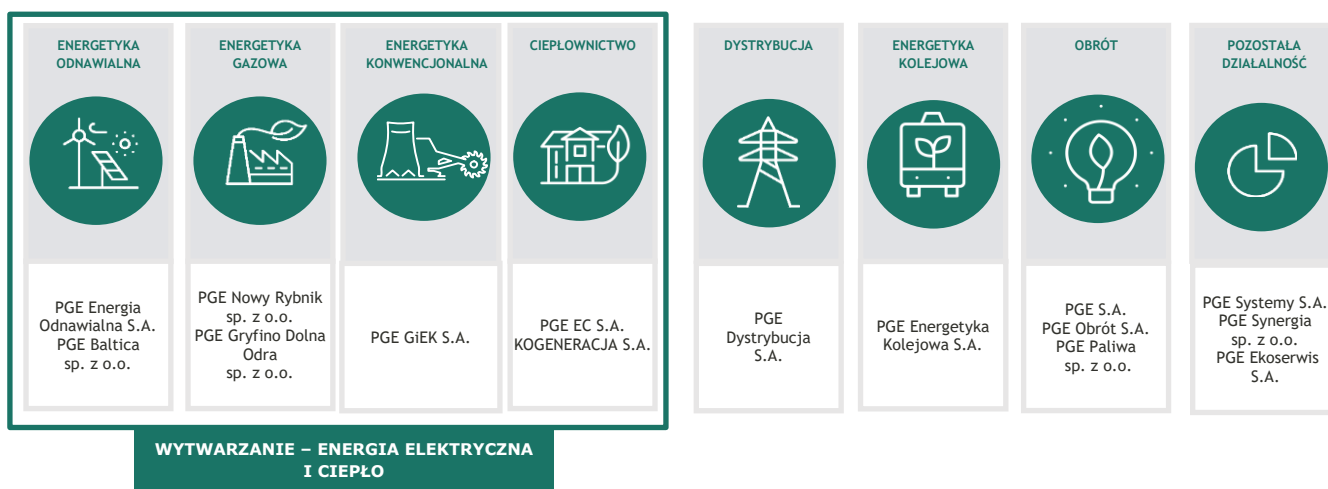 ENERGETYKA
ODNAWIALNA
PGE Energia
Odnawialna S.A.
PGE Baltica
sp. z o.o.
ENERGETYKA
GAZOWA
PGE Nowy Rybnik
sp. z o.o.
PGE Gryfino Dolna
Odra
sp. z o.o.
ENERGETYKA
KONWENCJONALNA
PGE GiEK S.A.
CIEPŁOWNICTWO
PGE EC S.A.
KOGENERACJA S.A.
WYTWARZANIE – ENERGIA ELEKTRYCZNA
I CIEPŁO
DYSTRYBUCJA
PGE
Dystrybucja
S.A.
ENERGETYKA
KOLEJOWA
PGE Energetyka
Kolejowa S.A.
OBRÓT
PGE S.A.
PGE Obrót S.A.
PGE Paliwa
sp. z o.o.
POZOSTAŁA
DZIAŁALNOŚĆ
PGE Systemy S.A.
PGE Synergia
sp. z o.o.
PGE Ekoserwis
S.A.